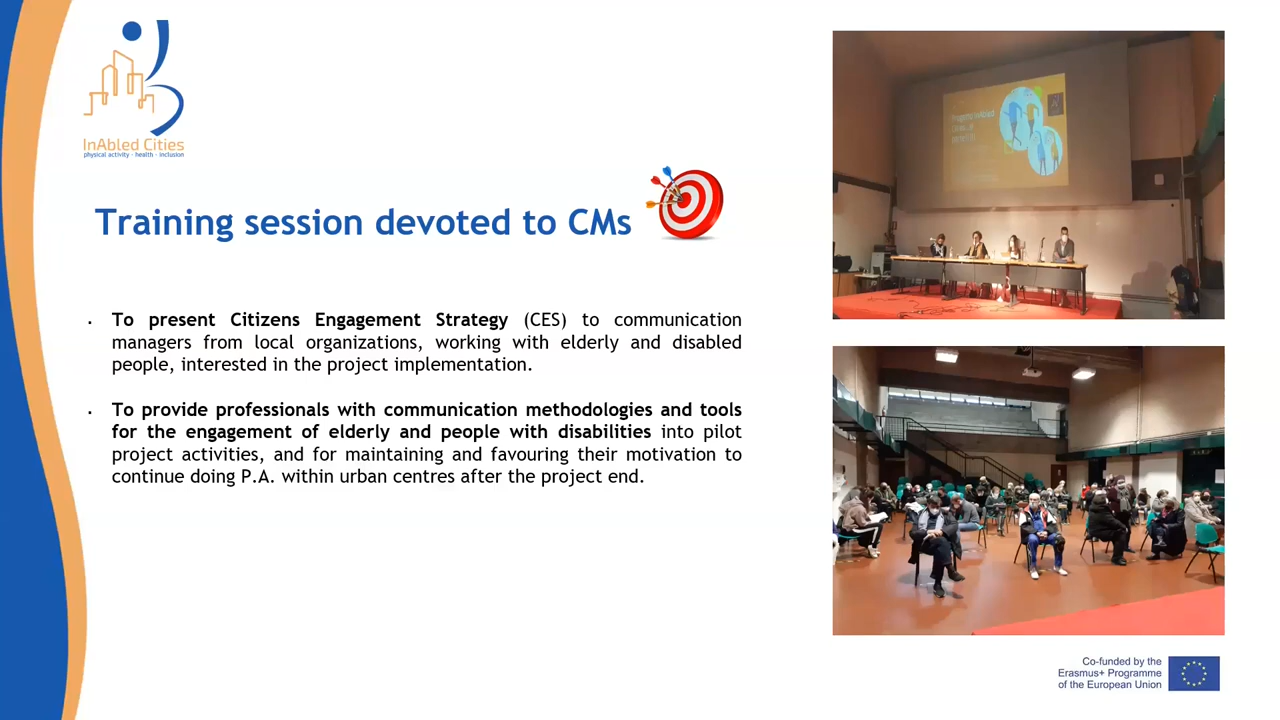 InAbled Cities
physical activity - health - inclusion
Training session devoted to CMs
To present Citizens Engagement Strategy (CES) to communication
managers from local organizations, working with elderly and disabled
people, interested in the project implementation.
To provide professionals with communication methodologies and tools
for the engagement of elderly and people with disabilities into pilot
project activities, and for maintaining and favouring their motivation to
continue doing P.A. within urban centres after the project end.
Co-funded by the
Erasmus+ Programme
of the European Union